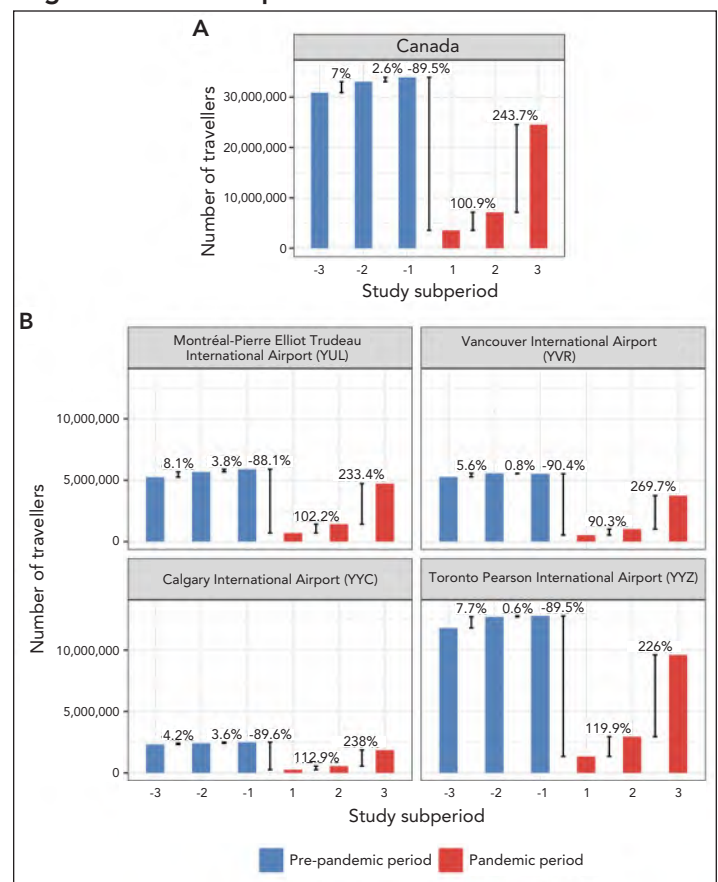 A
Canada
7%
2.6%
-89.5%
243.7%
100.9%
30,000,000
20,000,000
10,000,000
0
Number of travellers
-3 -2 -1 1 2 3
Study subperiod
B
Montréal-Pierre Elliot Trudeau
International Airport (YUL)
8.1%
3.8%
-88.1%
233.4%
102.2%
10,000,000
5,000,000
0
Vancouver International Airport
(YVR)
5.6%
0.8%
-90.4%
269.7%
90.3%
Number of travellers
Calgary International Airport (YYC)
4.2%
3.6%
-89.6%
238%
112.9%
10,000,000
5,000,000
0
-3 -2 -1 1 2 3
Toronto Pearson International Airport (YYZ)
7.7%
0.6%
-89.5%
226%
119.9%
-3 -2 -1 1 2 3
Study subperiod
Pre-pandemic period
Pandemic period